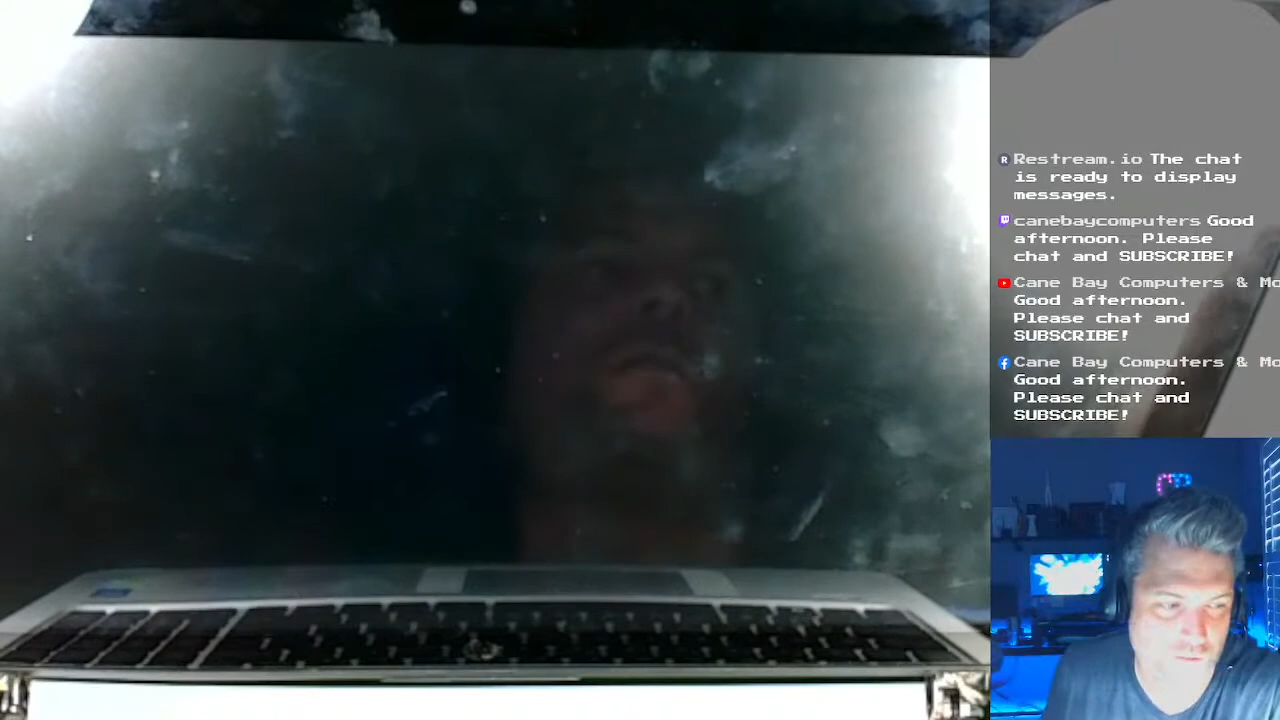 Restream.io The chat
is ready to display
messages.
canebaycomputers Good
afternoon. Please
chat and SUBSCRIBE!
Cane Bay Computers & Mo
Good afternoon.
Please chat and
SUBSCRIBE!
Cane Bay Computers & Mo
Good afternoon.
Please chat and
SUBSCRIBE!